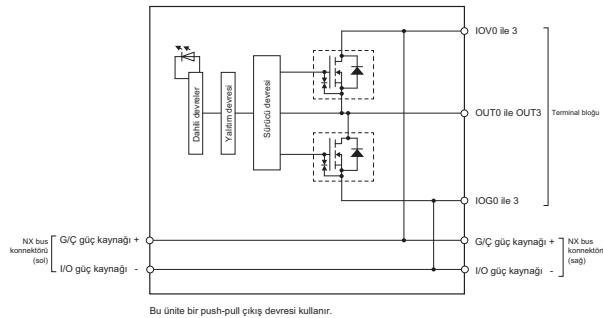 IOV0 ile 3
Dahili devreler
Yalıtım devresi
Sürücü devresi
OUT0 ile OUT3
Terminal bloğu
IOG0 ile 3
NX bus
konnektörü
(sol)
G/Ç güç kaynağı +
I/O güç kaynağı -
G/Ç güç kaynağı +
I/O güç kaynağı -
NX bus
konnektörü
(sağ)
Bu ünite bir push-pull çıkış devresi kullanır.